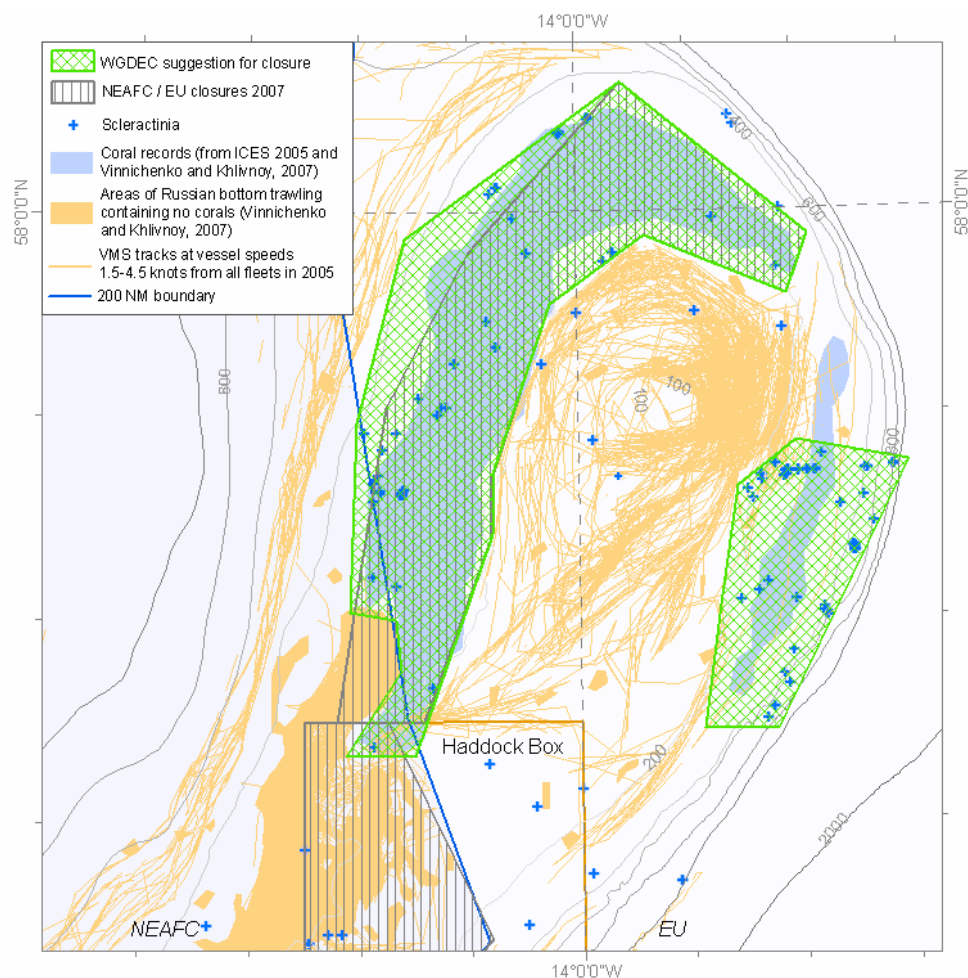 14°0'0"W
WGDEC suggestion for closure
NEAFC / EU closures 2007
Scleractinia
Coral records (from ICES 2005 and
Vinnichenko and Khlivnoy, 2007)
Areas of Russian bottom trawling
containing no corals (Vinnichenko
and Khlivnoy, 2007)
VMS tracks at vessel speeds
1.5-4.5 knots from all fleets in 2005
200 NM boundary
58°0'0"N
58°0'0"N
400
600
800
100
100
800
Haddock Box
200
2000
NEAFC
EU
14°0'0"W